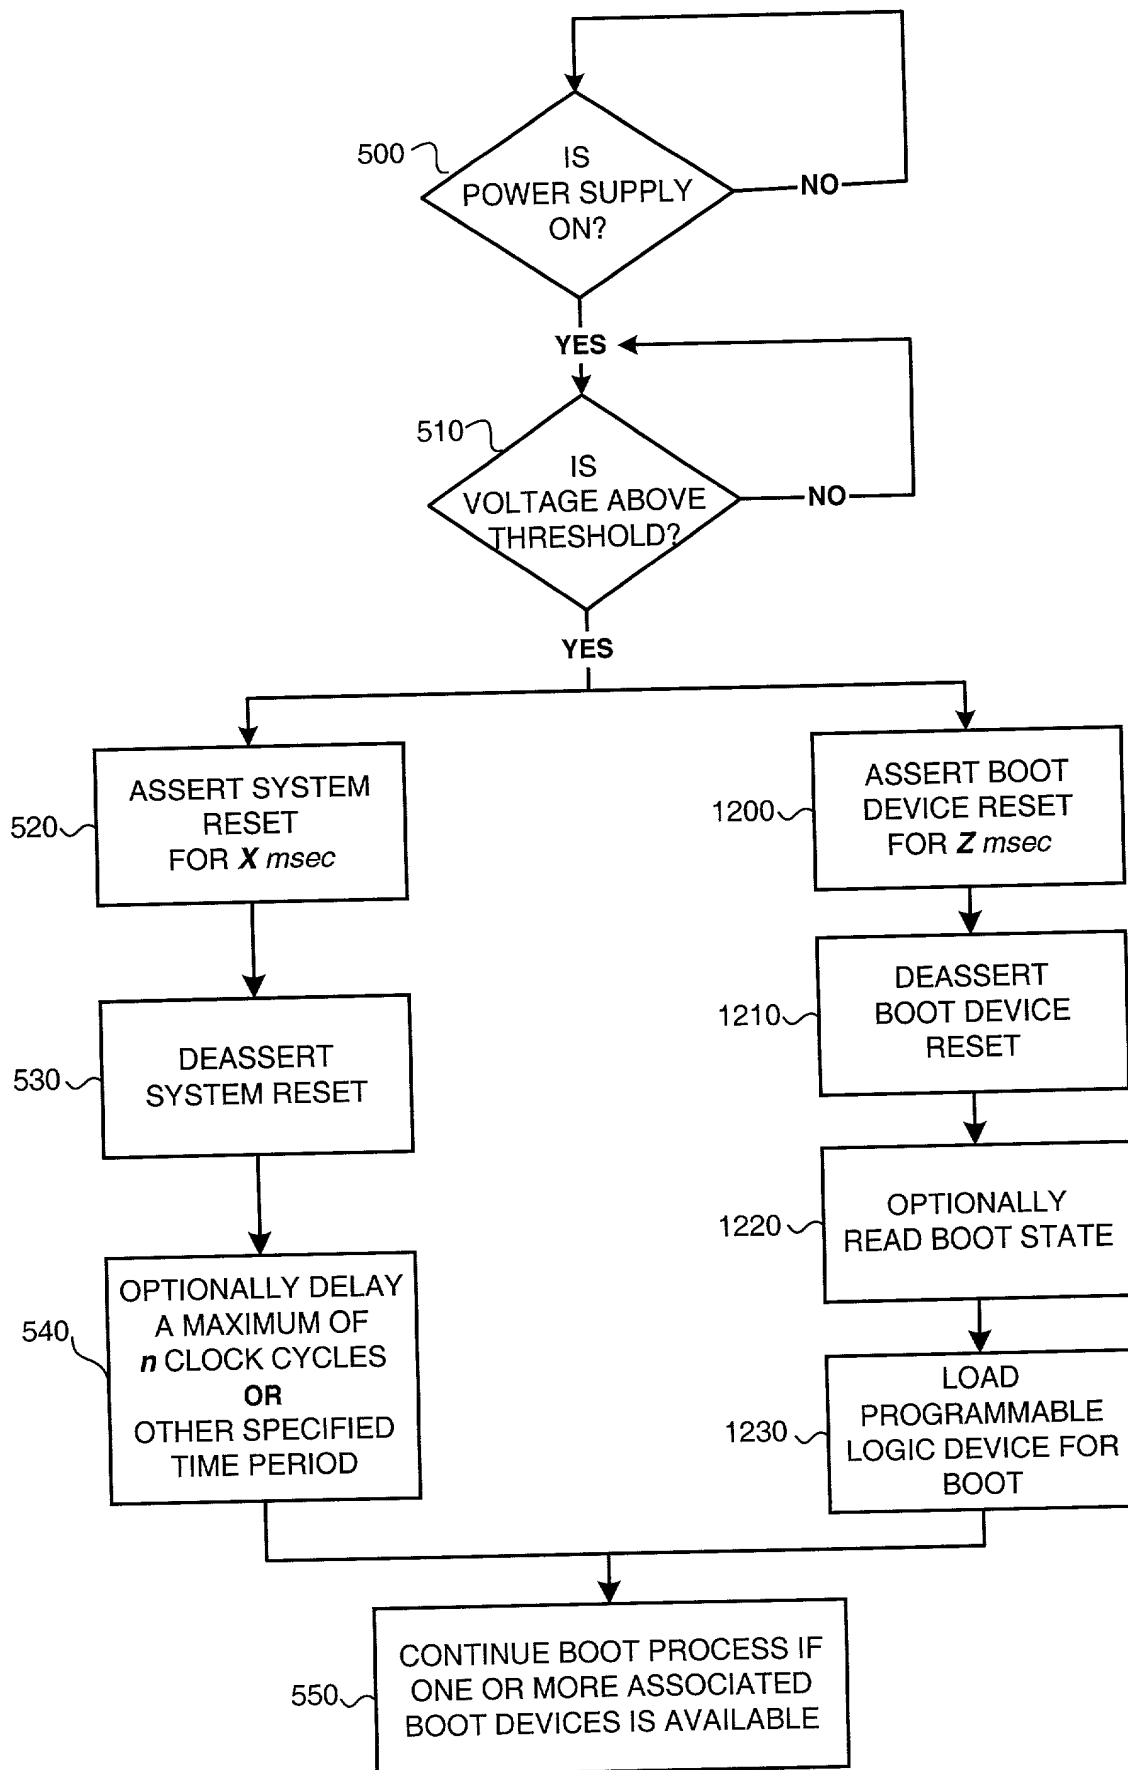 500
IS
POWER SUPPLY
ON?
NO
YES
510
IS
VOLTAGE ABOVE
THRESHOLD?
NO
YES
520
ASSERT SYSTEM
RESET
FOR X msec
530
DEASSERT
SYSTEM RESET
540
OPTIONALLY DELAY
A MAXIMUM OF
n CLOCK CYCLES
OR
OTHER SPECIFIED
TIME PERIOD
1200
ASSERT BOOT
DEVICE RESET
FOR Z msec
1210
DEASSERT
BOOT DEVICE
RESET
1220
OPTIONALLY
READ BOOT STATE
1230
LOAD
PROGRAMMABLE
LOGIC DEVICE FOR
BOOT
550
CONTINUE BOOT PROCESS IF
ONE OR MORE ASSOCIATED
BOOT DEVICES IS AVAILABLE